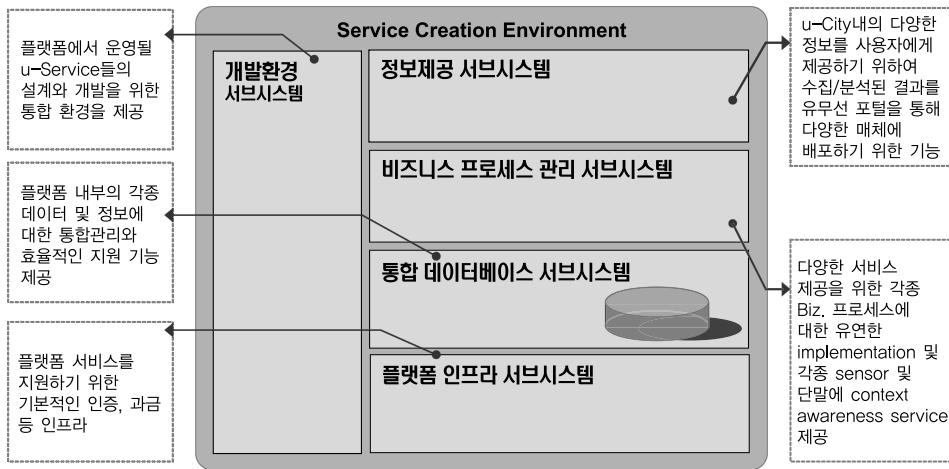 Service Creation Environment
플랫폼에서 운영될
u-Service들의
설계와 개발을 위한
통합 환경을 제공
플랫폼 내부의 각종
데이터 및 정보에
대한 통합관리와
효율적인 지원 기능
제공
플랫폼 서비스를
지원하기 위한
기본적인 인증, 과금
등 인프라
개발환경
서브시스템
정보제공 서브시스템
비즈니스 프로세스 관리 서브시스템
통합 데이터베이스 서브시스템
플랫폼 인프라 서브시스템
u-City내의 다양한
정보를 사용자에게
제공하기 위하여
수집/분석된 결과를
유무선 포털을 통해
다양한 매체에
배포하기 위한 기능
다양한 서비스
제공을 위한 각종
Biz. 프로세스에
대한 유연한
implementation 및
각종 sensor 및
단말에 context
awareness service
제공